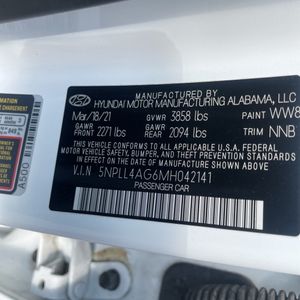 MANUFACTURED BY
HYUNDAI MOTOR MANUFACTURING ALABAMA, LLC
Mar/18/21 GVWR 3858 lbs PAINT WW8
GAWR GAWR
FRONT 2271 lbs REAR 2094 lbs TRIM NNB
THIS VEHICLE CONFORMS TO ALL APPLICABLE U.S.A FEDERAL
MOTOR VEHICLE SAFETY, BUMPER, AND THEFT PREVENTION
STANDARDS IN EFFECT ON THE DATE OF MANUFACTURE
SHOWN ABOVE.
V.I.N 5NPLL4AG6MH042141
PASSENGER CAR
A500